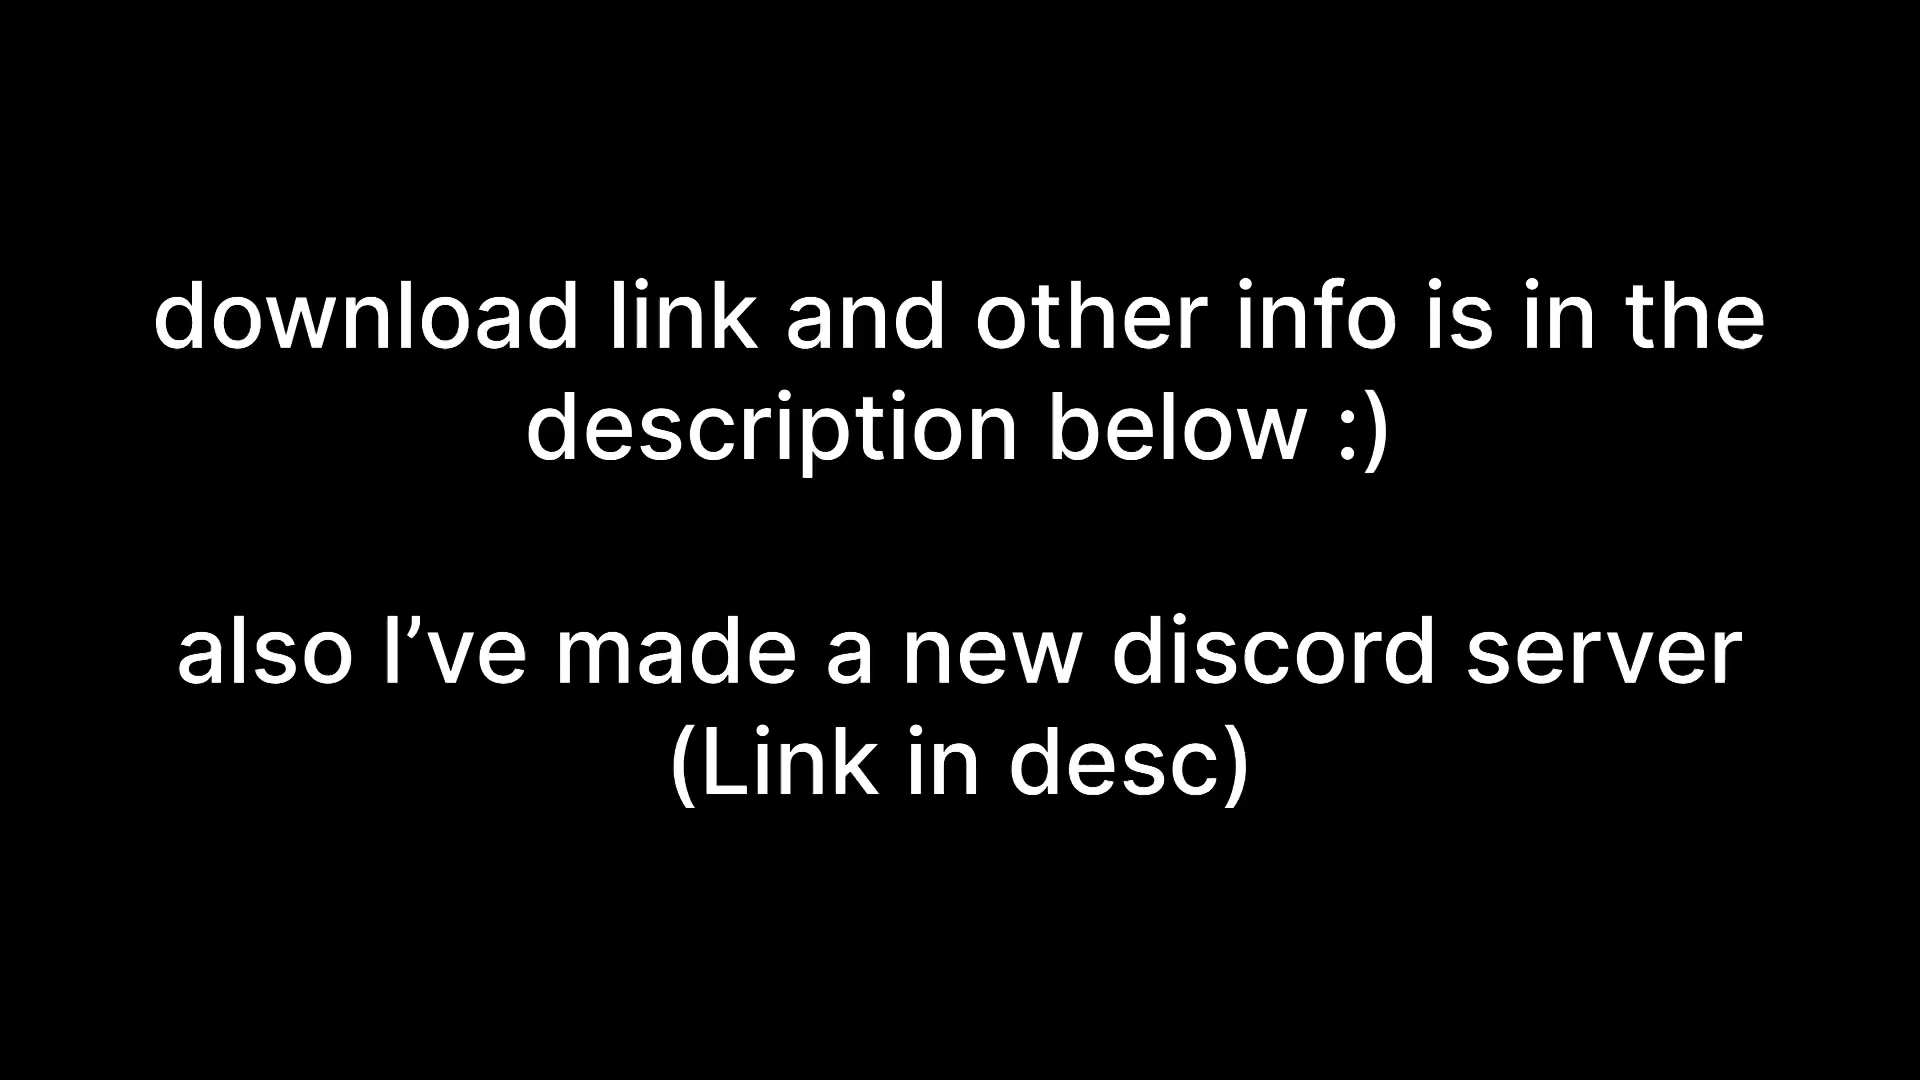 download link and other info is in the
description below :)
also I’ve made a new discord server
(Link in desc)